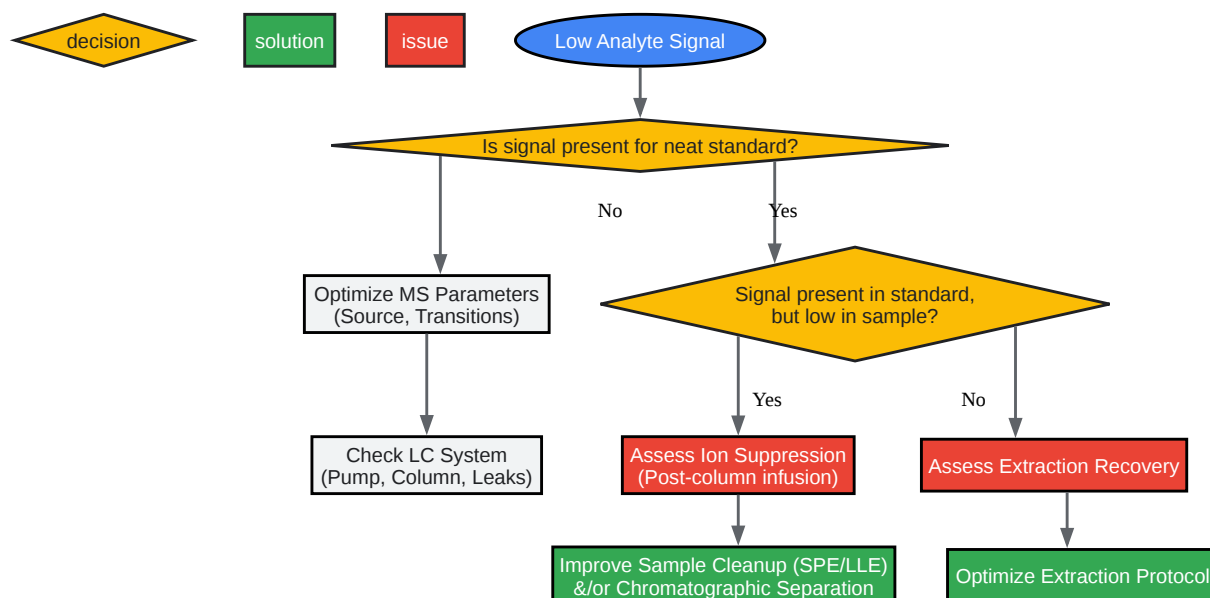 decision
solution
issue
Low Analyte Signal
Is signal present for neat standard?
No
Yes
Optimize MS Parameters
(Source, Transitions)
Signal present in standard,
but low in sample?
Yes
No
Check LC System
(Pump, Column, Leaks)
Assess Ion Suppression
(Post-column infusion)
Assess Extraction Recovery
Improve Sample Cleanup (SPE/LLE)
&/or Chromatographic Separation
Optimize Extraction Protocol